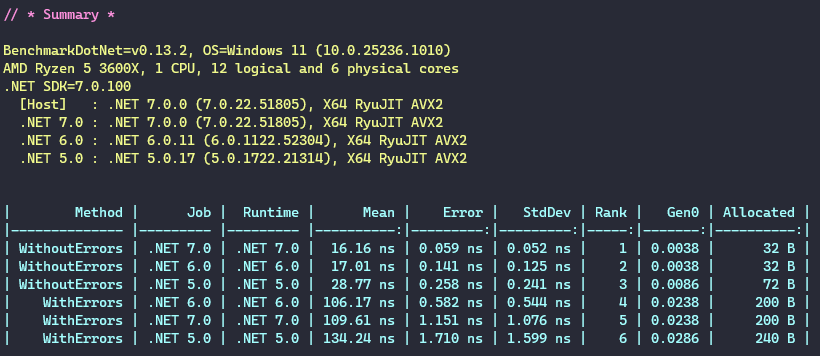 // * Summary *
BenchmarkDotNet=v0.13.2, OS=Windows 11 (10.0.25236.1010)
AMD Ryzen 5 3600X, 1 CPU, 12 logical and 6 physical cores
.NET SDK=7.0.100
  [Host]   : .NET 7.0.0 (7.0.22.51805), X64 RyuJIT AVX2
  .NET 7.0 : .NET 7.0.0 (7.0.22.51805), X64 RyuJIT AVX2
  .NET 6.0 : .NET 6.0.11 (6.0.1122.52304), X64 RyuJIT AVX2
  .NET 5.0 : .NET 5.0.17 (5.0.1722.21314), X64 RyuJIT AVX2
|        Method |      Job |  Runtime |      Mean |    Error |   StdDev | Rank |   Gen0 | Allocated |
|-------------- |--------- |--------- |----------:|---------:|---------:|-----:|-------:|----------:|
| WithoutErrors | .NET 7.0 | .NET 7.0 |  16.16 ns | 0.059 ns | 0.052 ns |    1 | 0.0038 |      32 B |
| WithoutErrors | .NET 6.0 | .NET 6.0 |  17.01 ns | 0.141 ns | 0.125 ns |    2 | 0.0038 |      32 B |
| WithoutErrors | .NET 5.0 | .NET 5.0 |  28.77 ns | 0.258 ns | 0.241 ns |    3 | 0.0086 |      72 B |
|    WithErrors | .NET 6.0 | .NET 6.0 | 106.17 ns | 0.582 ns | 0.544 ns |    4 | 0.0238 |     200 B |
|    WithErrors | .NET 7.0 | .NET 7.0 | 109.61 ns | 1.151 ns | 1.076 ns |    5 | 0.0238 |     200 B |
|    WithErrors | .NET 5.0 | .NET 5.0 | 134.24 ns | 1.710 ns | 1.599 ns |    6 | 0.0286 |     240 B |